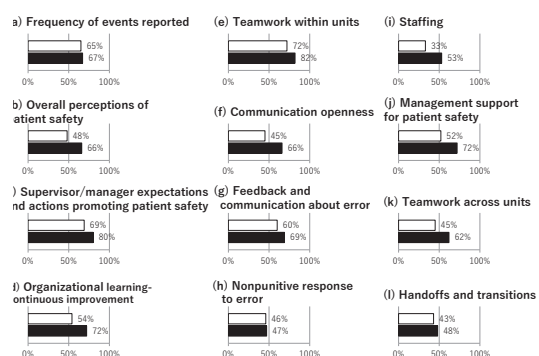 a) Frequency of events reported
65%
67%
0% 50% 100%
b) Overall perceptions of
atient safety
48%
66%
0% 50% 100%
) Supervisor/manager expectations
nd actions promoting patient safety
69%
80%
0% 50% 100%
d) Organizational learning-
ontinuous improvement
54%
72%
0% 50% 100%
(e) Teamwork within units
72%
82%
0% 50% 100%
(f) Communication openness
45%
66%
0% 50% 100%
(g) Feedback and
communication about error
60%
69%
0% 50% 100%
(h) Nonpunitive response
to error
46%
47%
0% 50% 100%
(i) Staffing
33%
53%
0% 50% 100%
(j) Management support
for patient safety
52%
72%
0% 50% 100%
(k) Teamwork across units
45%
62%
0% 50% 100%
(l) Handoffs and transitions
43%
48%
0% 50% 100%